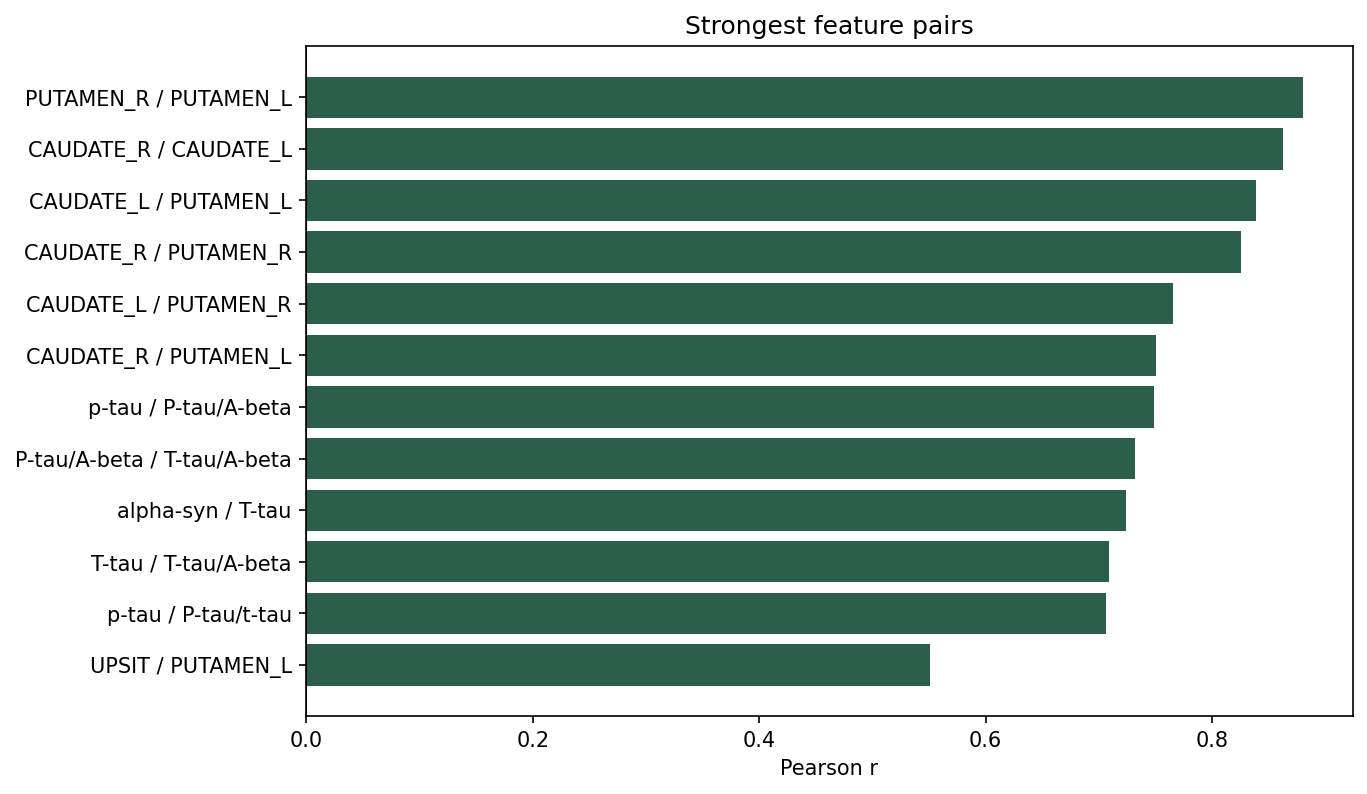 Strongest feature pairs
PUTAMEN_R / PUTAMEN_L
CAUDATE_R / CAUDATE_L
CAUDATE_L / PUTAMEN_L
CAUDATE_R / PUTAMEN_R
CAUDATE_L / PUTAMEN_R
CAUDATE_R / PUTAMEN_L
p-tau / P-tau/A-beta
P-tau/A-beta / T-tau/A-beta
alpha-syn / T-tau
T-tau / T-tau/A-beta
p-tau / P-tau/t-tau
UPSIT / PUTAMEN_L
0.0 0.2 0.4 0.6 0.8
Pearson r